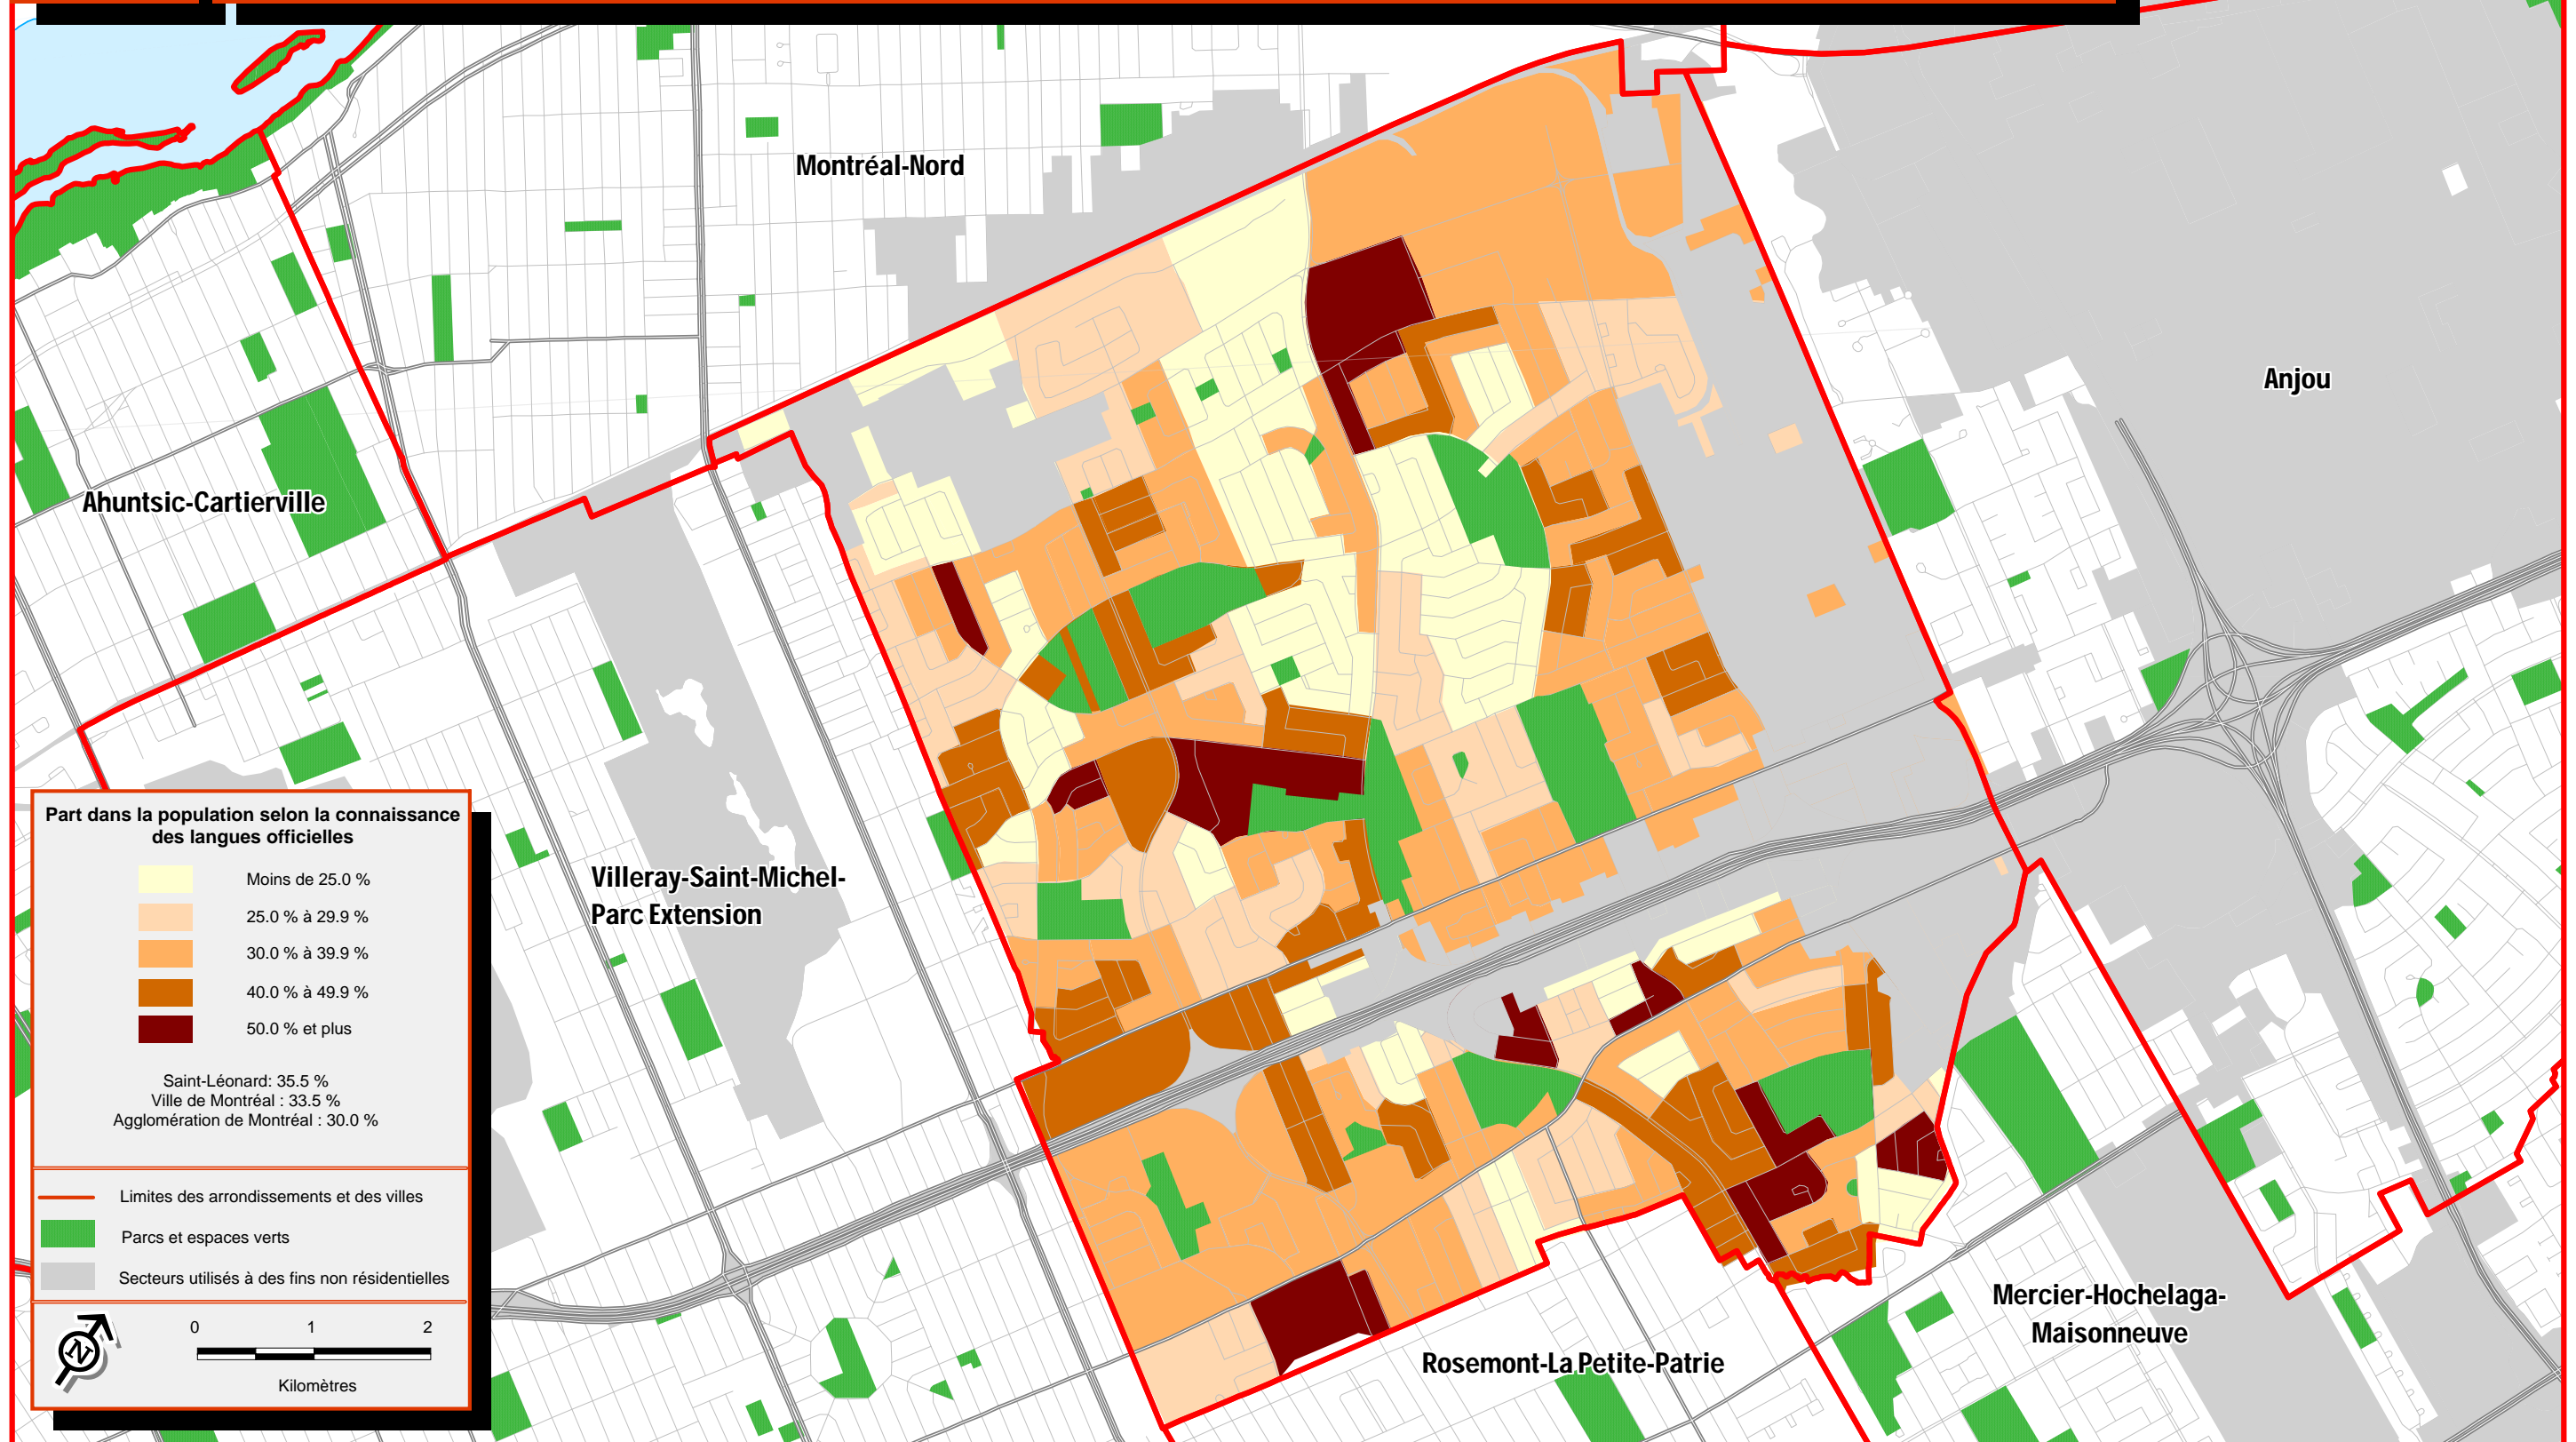 Montréal-Nord
Anjou
Ahuntsic-Cartierville
Villeray-Saint-Michel-
Parc Extension
Mercier-Hochelaga-
Maisonneuve
Rosemont-La Petite-Patrie
Part dans la population selon la connaissance
des langues officielles
Moins de 25.0 %
25.0 % à 29.9 %
30.0 % à 39.9 %
40.0 % à 49.9 %
50.0 % et plus
Saint-Léonard: 35.5 %
Ville de Montréal : 33.5 %
Agglomération de Montréal : 30.0 %
Limites des arrondissements et des villes
Parcs et espaces verts
Secteurs utilisés à des fins non résidentielles
N
0 1 2
Kilomètres